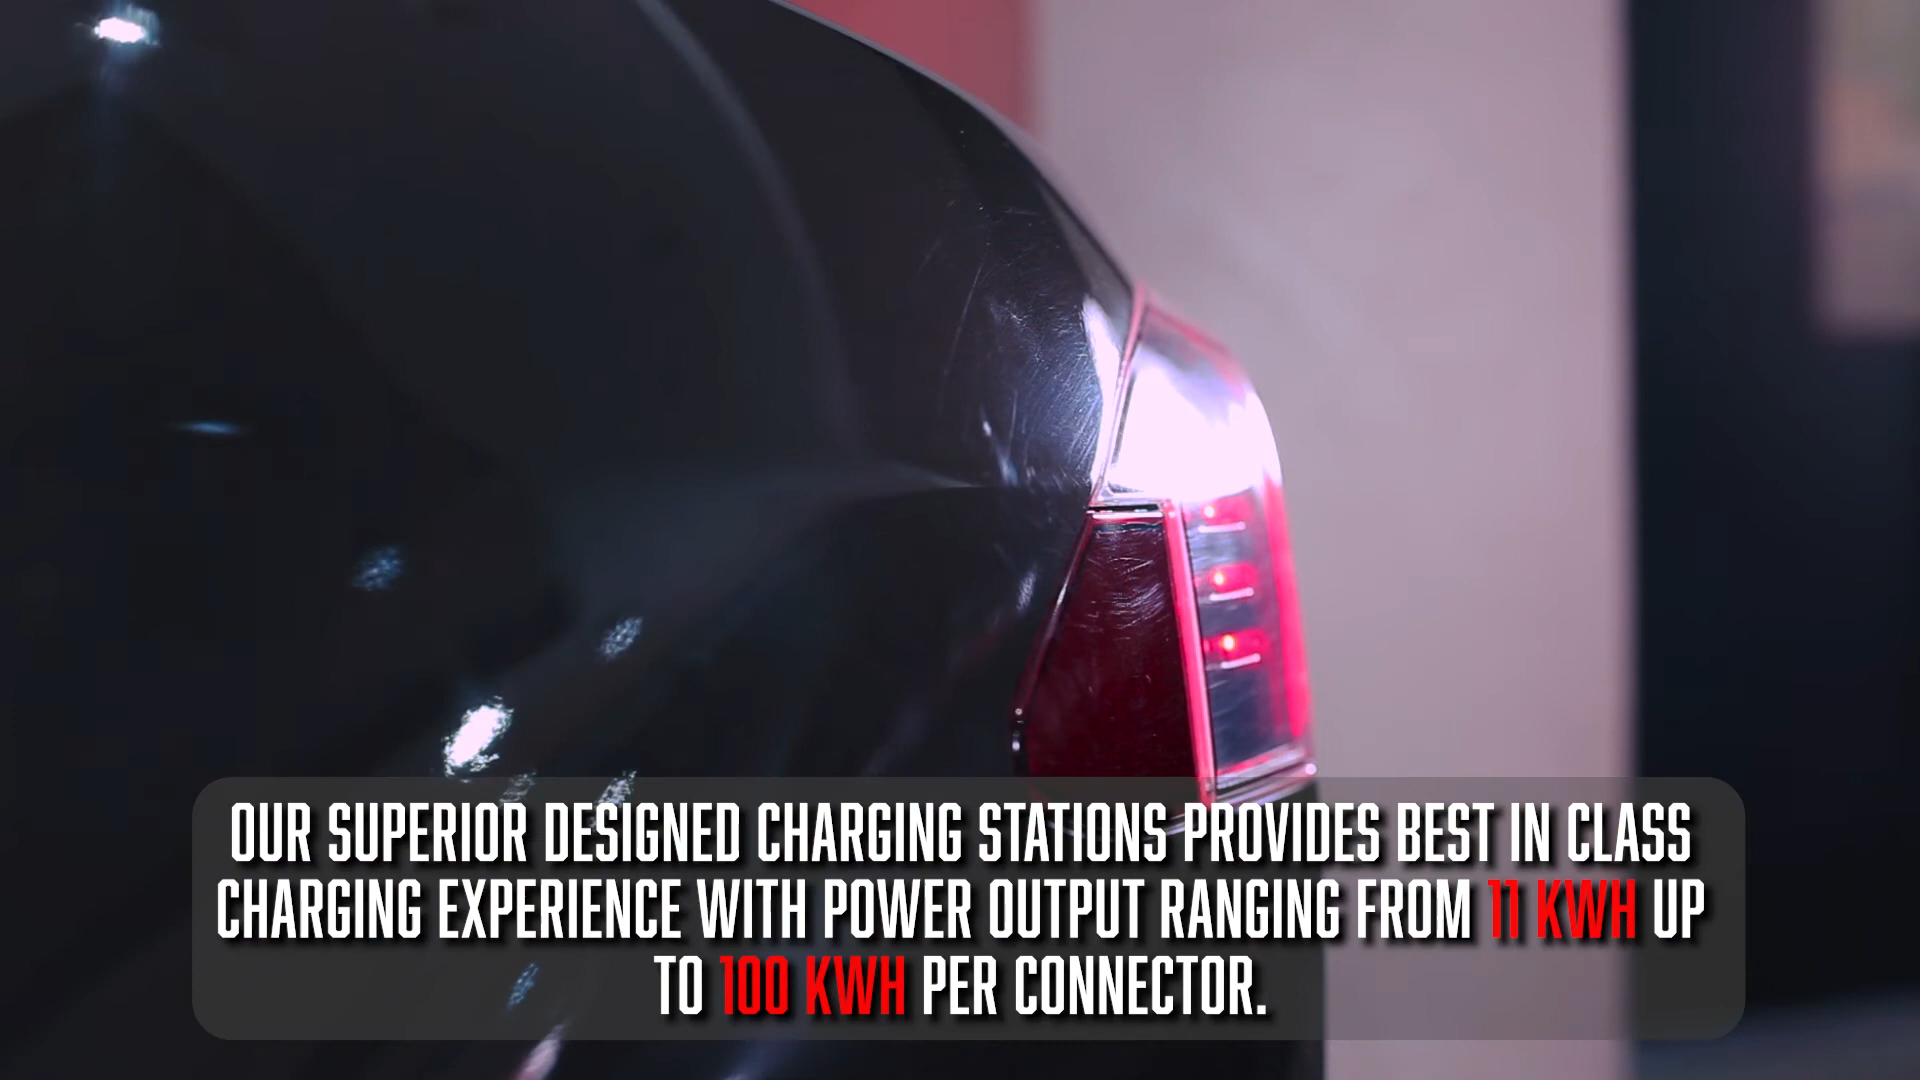 OUR SUPERIOR DESIGNED CHARGING STATIONS PROVIDES BEST IN CLASS
CHARGING EXPERIENCE WITH POWER OUTPUT RANGING FROM 11 KWH UP
TO 100 KWH PER CONNECTOR.